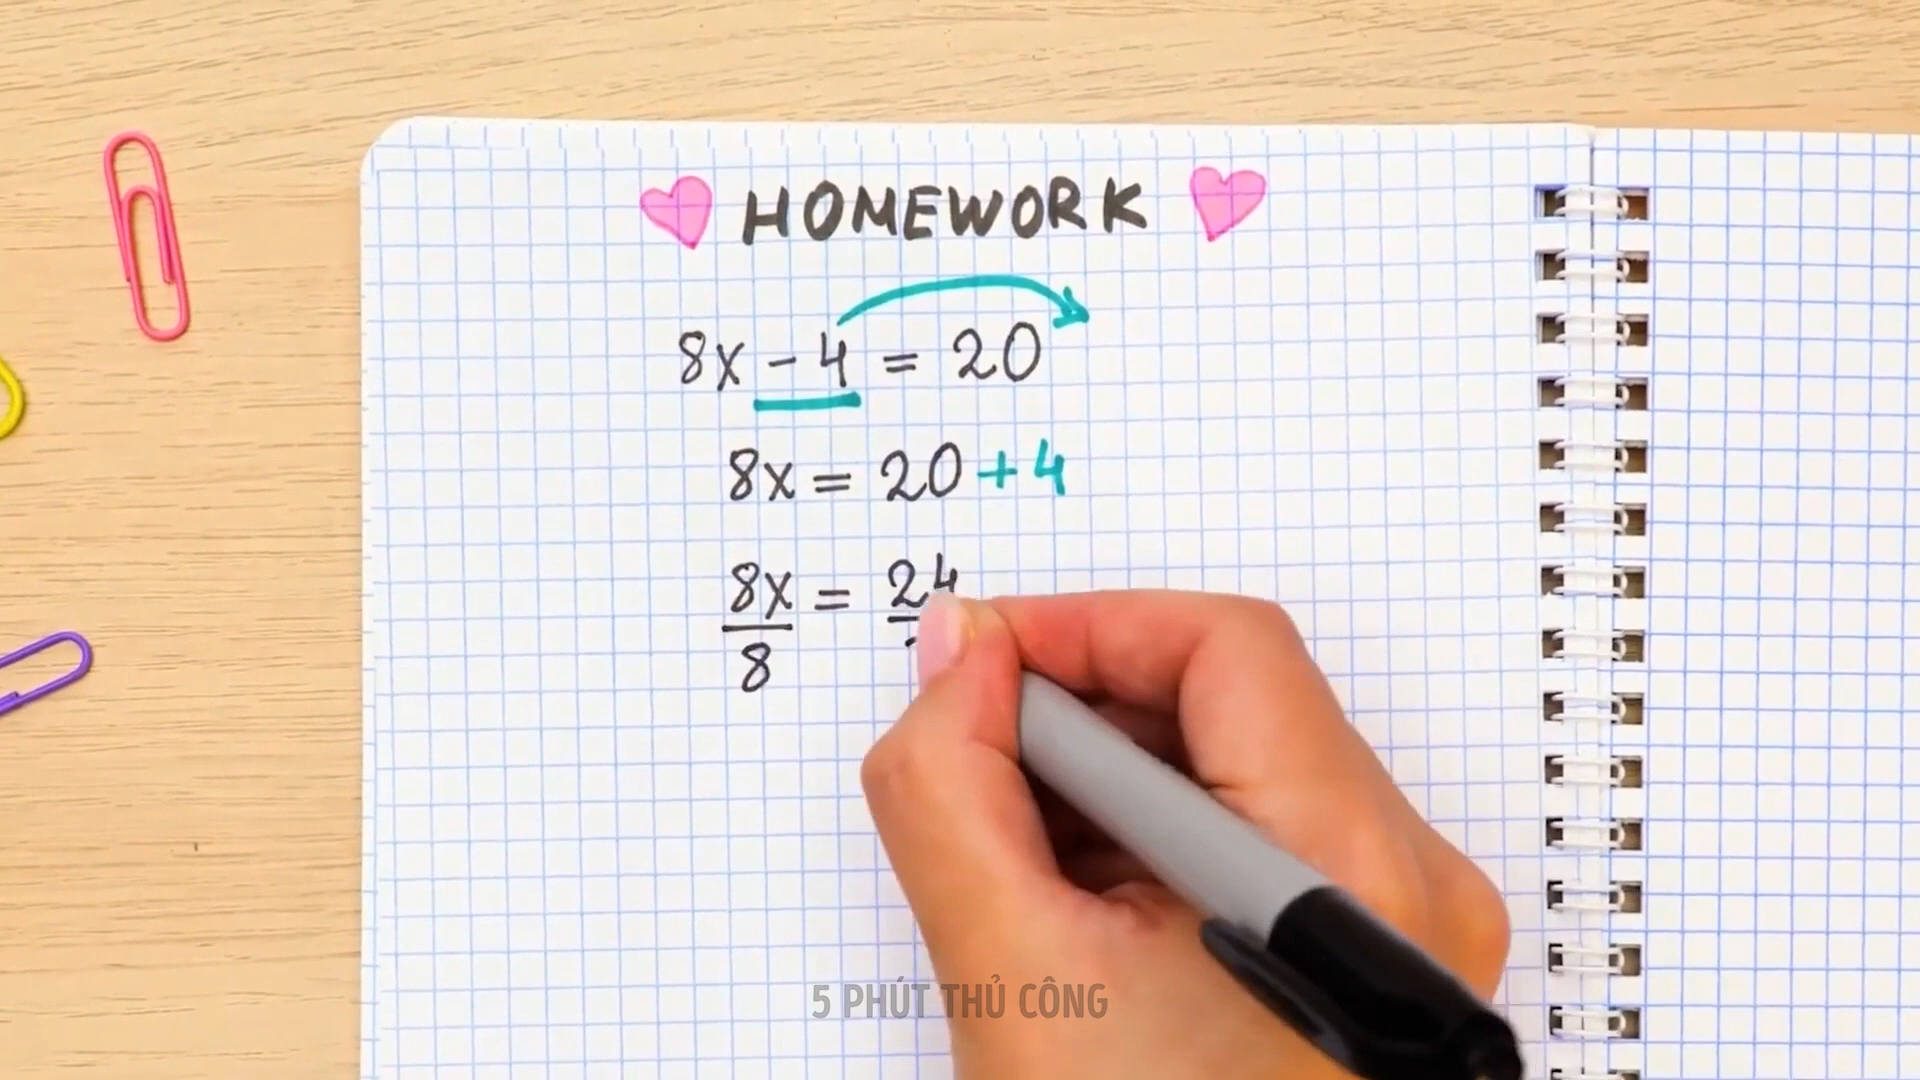 HOMEWORK
8x - 4 = 20
8x = 20 + 4
8x = 24
8
5 PHÚT THỦ CÔNG